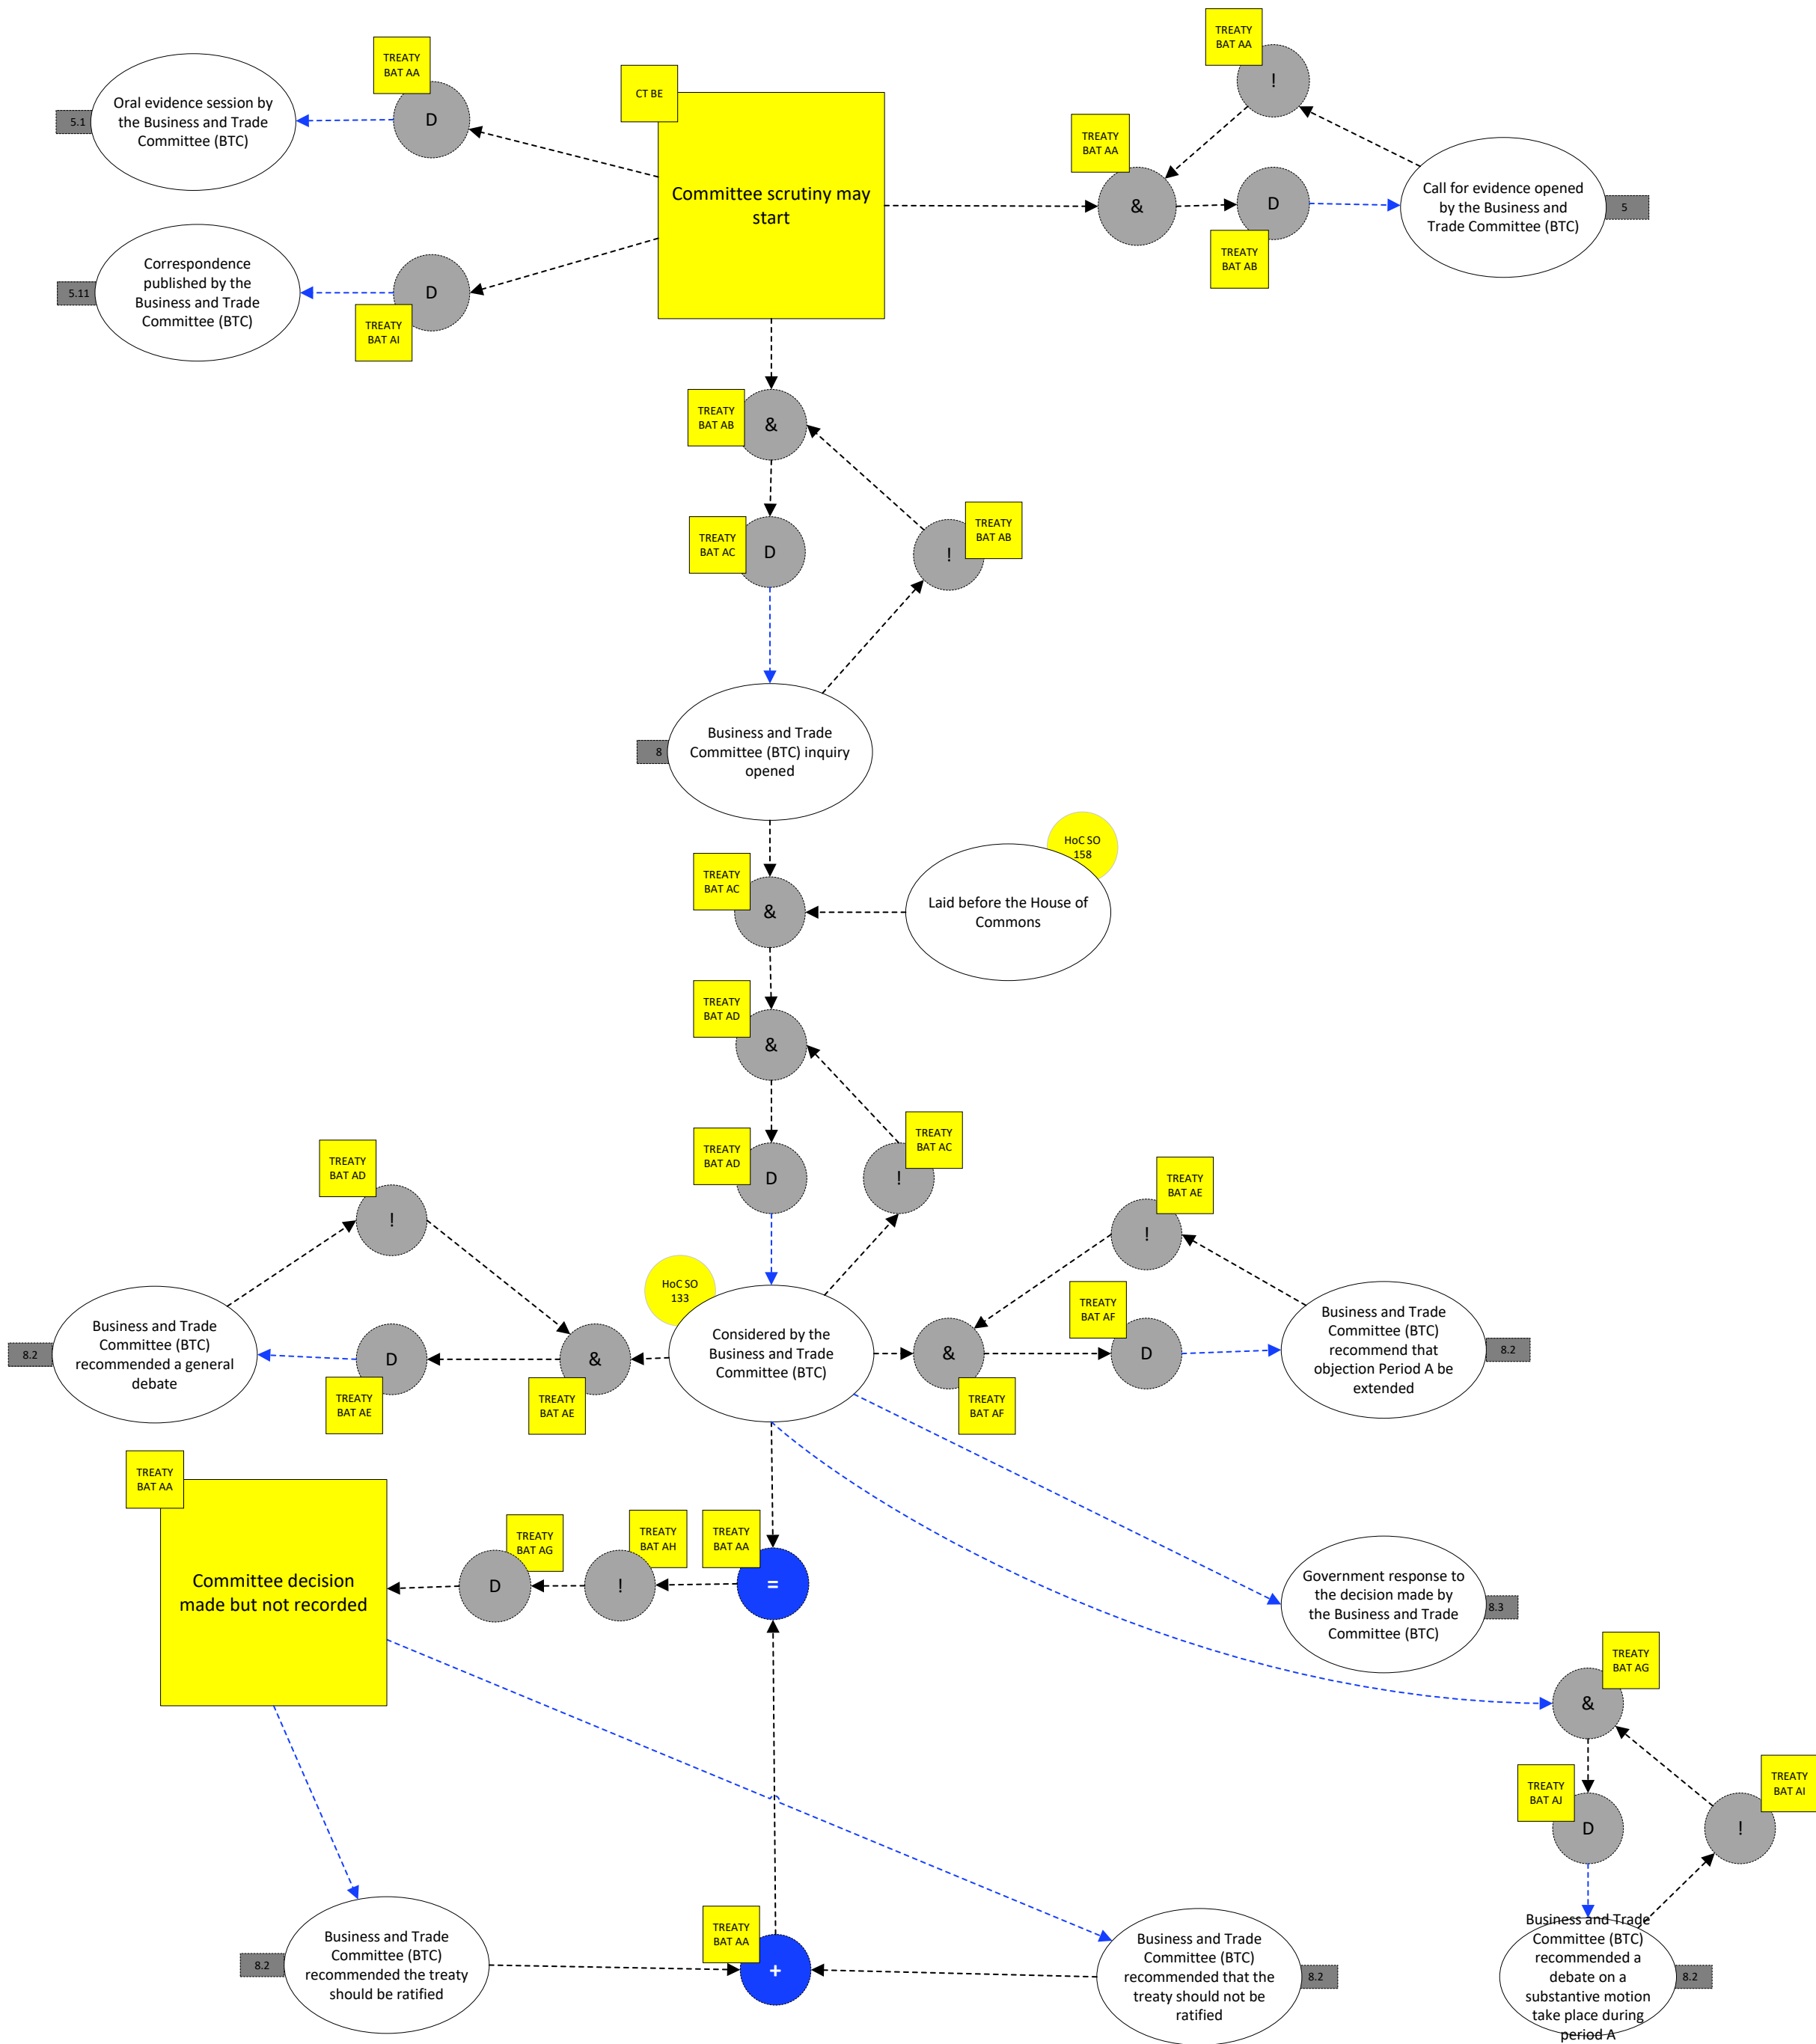 TREATY
BAT AA
!
TREATY
BAT AA
D
Oral evidence session by
the Business and Trade
Committee (BTC)
5.1
CT BE
Committee scrutiny may
start
TREATY
BAT AA
&
D
TREATY
BAT AB
Call for evidence opened
by the Business and
Trade Committee (BTC)
5
Correspondence
published by the
Business and Trade
Committee (BTC)
5.11
D
TREATY
BAT AI
TREATY
BAT AB
&
TREATY
BAT AC
D
TREATY
BAT AB
!
Business and Trade
Committee (BTC) inquiry
opened
8
TREATY
BAT AC
&
HoC SO
158
Laid before the House of
Commons
TREATY
BAT AD
&
TREATY
BAT AD
D
TREATY
BAT AC
!
TREATY
BAT AD
!
TREATY
BAT AE
!
HoC SO
133
Considered by the
Business and Trade
Committee (BTC)
8.2
Business and Trade
Committee (BTC)
recommended a general
debate
D
TREATY
BAT AE
&
TREATY
BAT AE
&
TREATY
BAT AF
TREATY
BAT AF
D
Business and Trade
Committee (BTC)
recommend that
objection Period A be
extended
8.2
TREATY
BAT AA
Committee decision
made but not recorded
TREATY
BAT AG
D
TREATY
BAT AH
!
TREATY
BAT AA
=
Government response to
the decision made by
the Business and Trade
Committee (BTC)
8.3
TREATY
BAT AG
&
TREATY
BAT AJ
D
TREATY
BAT AI
!
8.2
Business and Trade
Committee (BTC)
recommended the treaty
should be ratified
TREATY
BAT AA
+
Business and Trade
Committee (BTC)
recommended that the
treaty should not be
ratified
8.2
Business and Trade
Committee (BTC)
recommended a
debate on a
substantive motion
take place during
period A
8.2